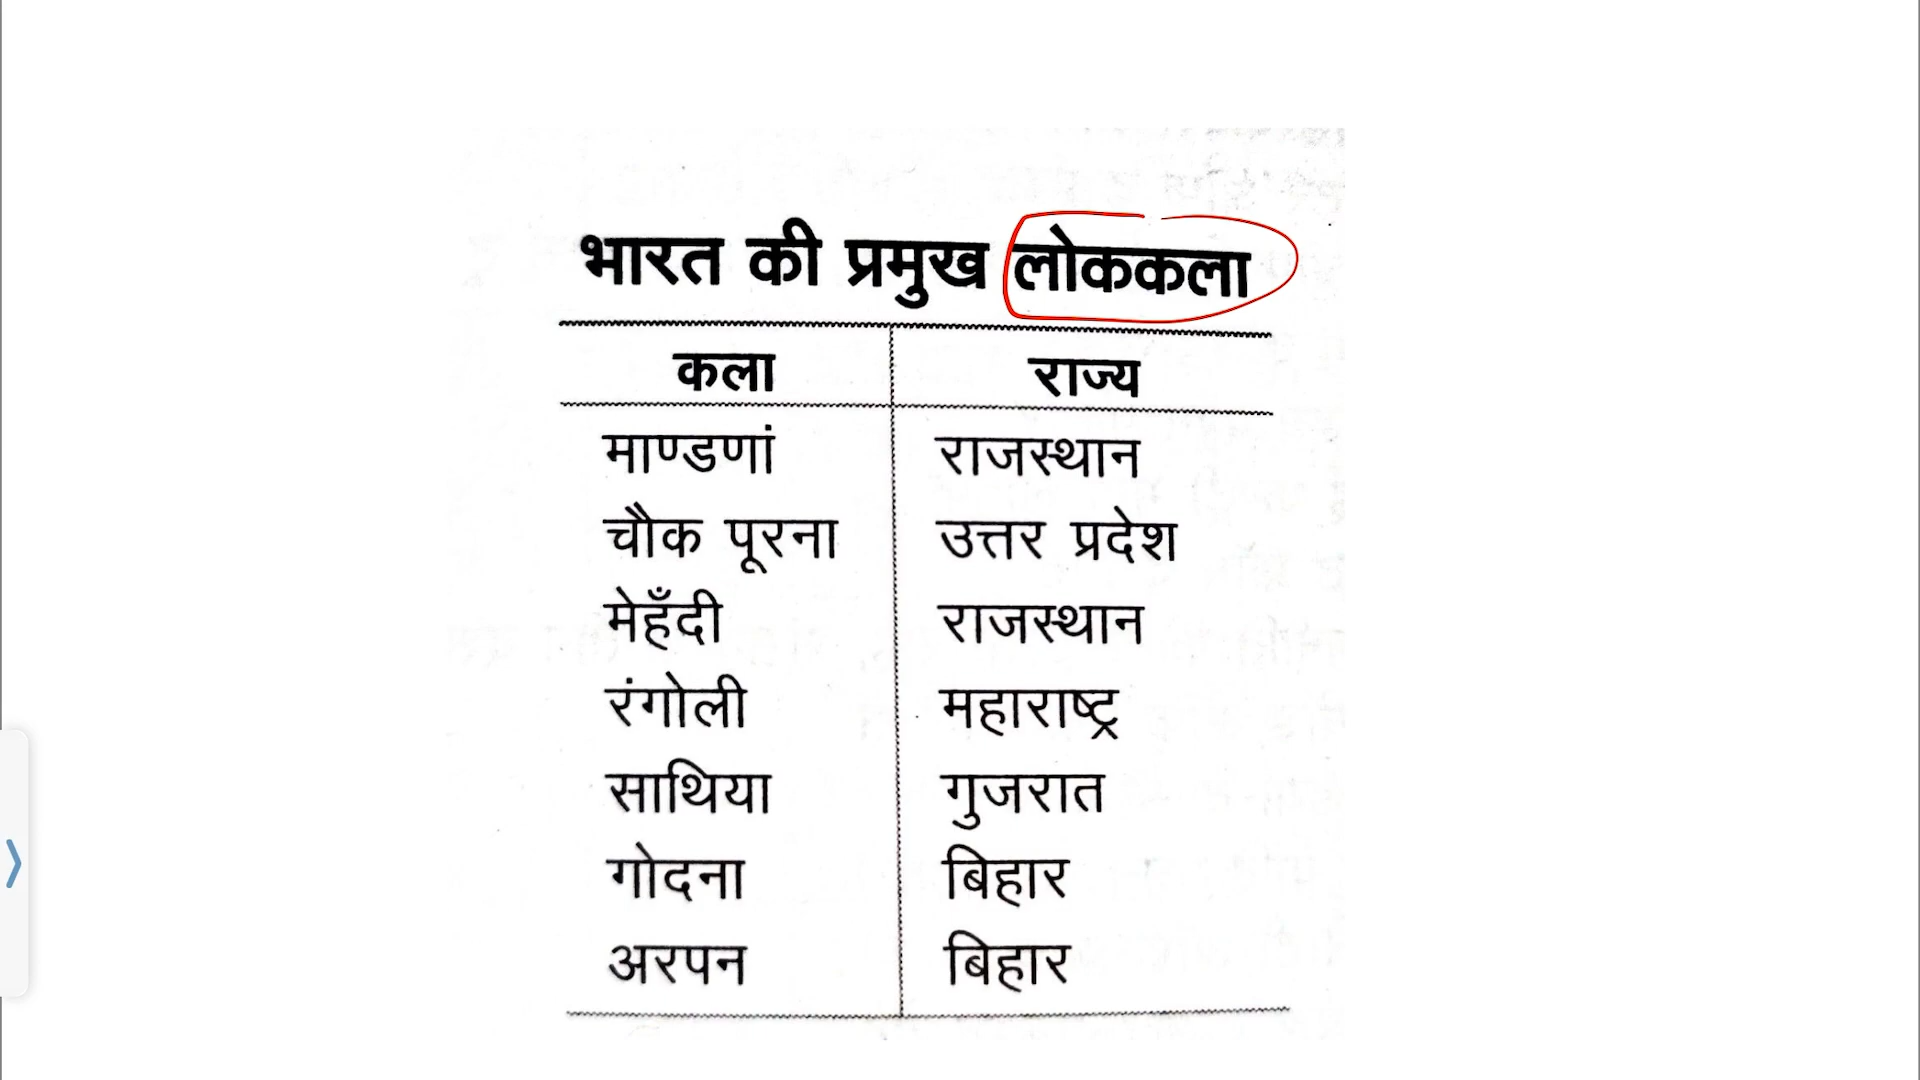 भारत की प्रमुख लोककला
कला राज्य
माण्डणां राजस्थान
चौक पूरना उत्तर प्रदेश
मेहँदी राजस्थान
रंगोली महाराष्ट्र
साथिया गुजरात
गोदना बिहार
अरपन बिहार